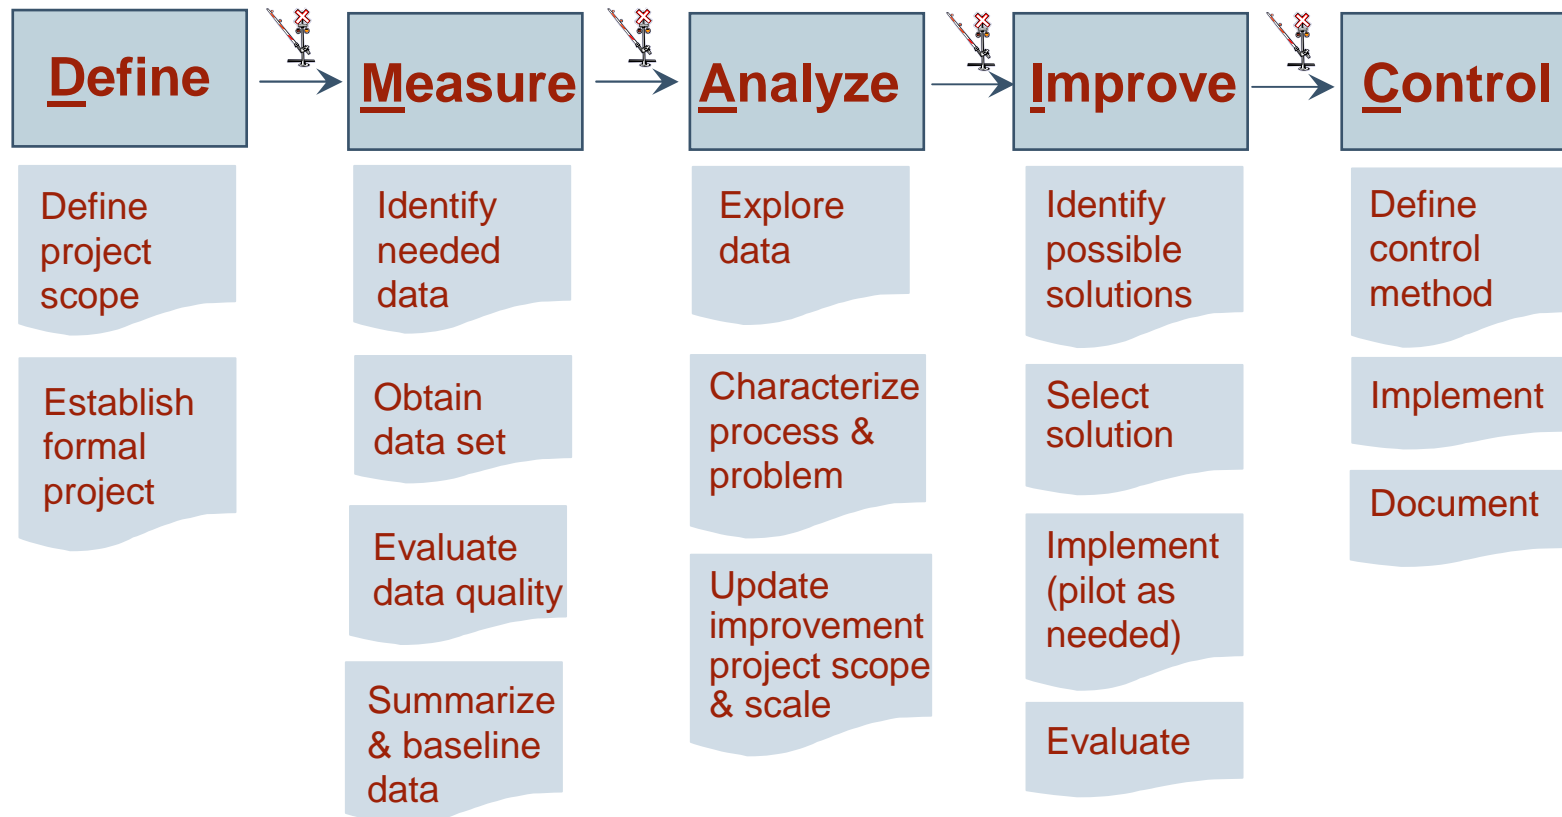 Define
Measure
Analyze
Improve
Control
Define
project
scope
Establish
formal
project
Identify
needed
data
Obtain
data set
Evaluate
data quality
Summarize
& baseline
data
Explore
data
Characterize
process &
problem
Update
improvement
project scope
& scale
Identify
possible
solutions
Select
solution
Implement
(pilot as
needed)
Evaluate
Define
control
method
Implement
Document